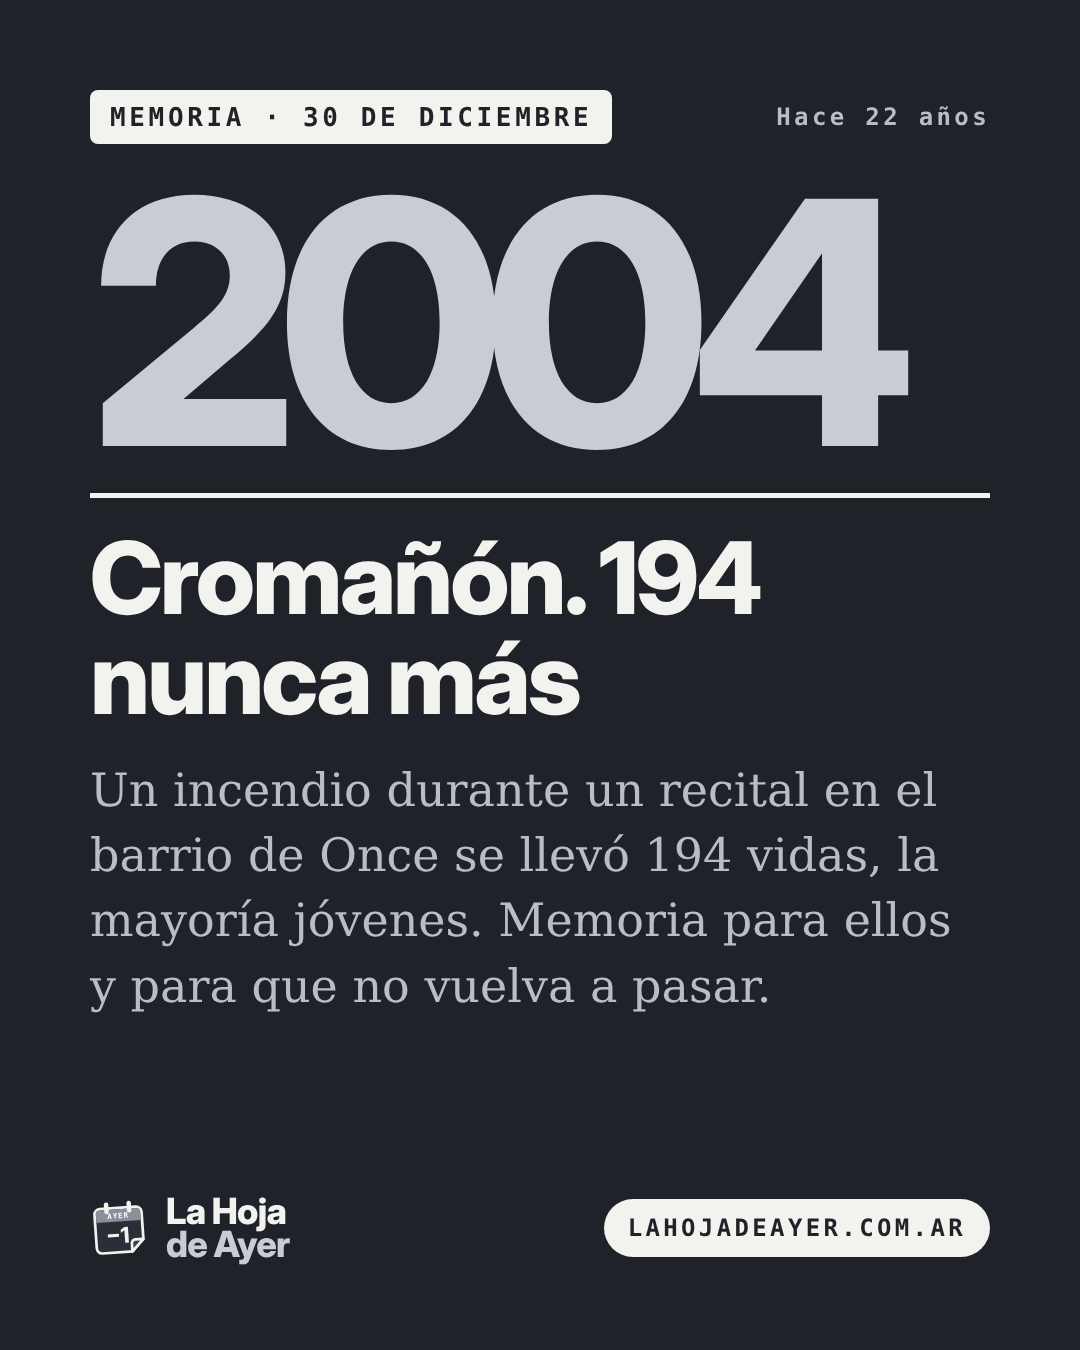 MEMORIA · 30 DE DICIEMBRE
Hace 22 años
2004
Cromañón. 194
nunca más
Un incendio durante un recital en el
barrio de Once se llevó 194 vidas, la
mayoría jóvenes. Memoria para ellos
y para que no vuelva a pasar.
AYER
−1
La Hoja
de Ayer
LAHOJADEAYER.COM.AR